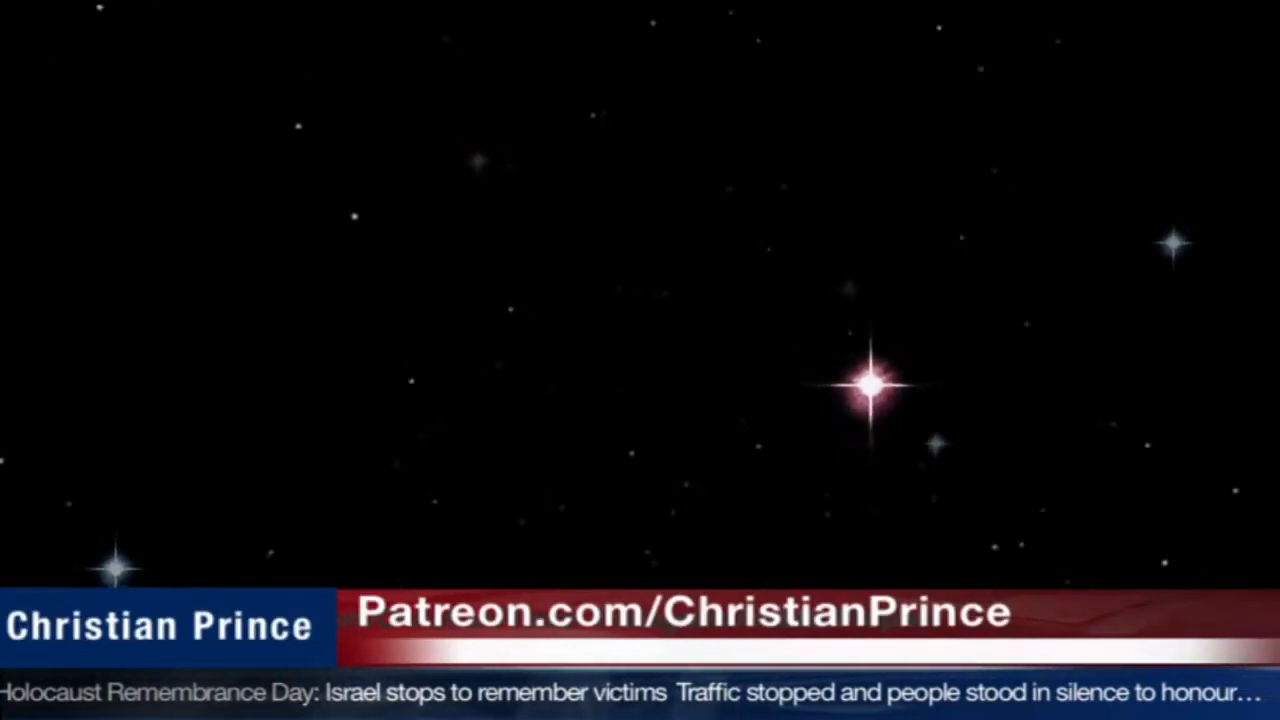 Patreon.com/ChristianPrince
Christian Prince
Holocaust Remembrance Day: Israel stops to remember victims Traffic stopped and people stood in silence to honour…